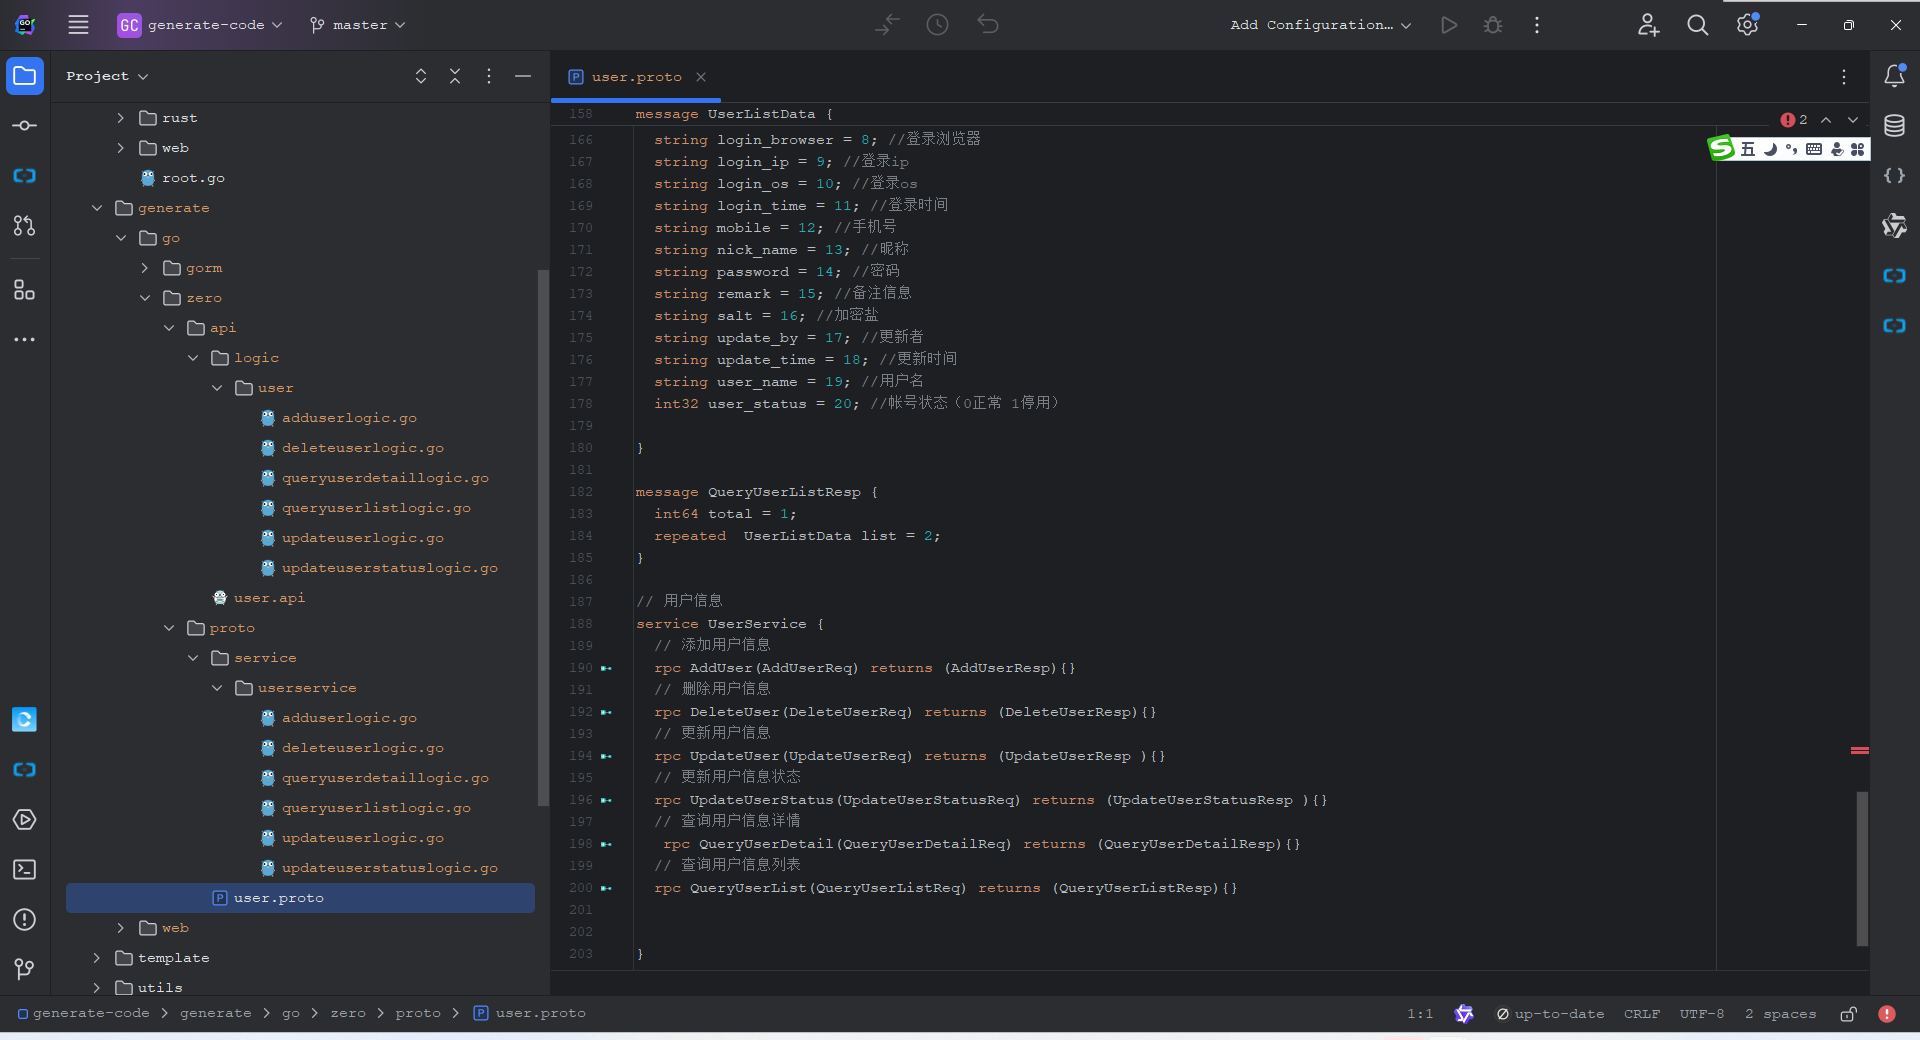 GC generate-code
master
Add Configuration...
Project
rust
web
root.go
generate
go
gorm
zero
api
logic
user
adduserlogic.go
deleteuserlogic.go
queryuserdetaillogic.go
queryuserlistlogic.go
updateuserlogic.go
updateuserstatuslogic.go
user.api
proto
service
userservice
adduserlogic.go
deleteuserlogic.go
queryuserdetaillogic.go
queryuserlistlogic.go
updateuserlogic.go
updateuserstatuslogic.go
user.proto
web
template
utils
user.proto
2
五
158 message UserListData {
166 string login_browser = 8; //登录浏览器
167 string login_ip = 9; //登录ip
168 string login_os = 10; //登录os
169 string login_time = 11; //登录时间
170 string mobile = 12; //手机号
171 string nick_name = 13; //昵称
172 string password = 14; //密码
173 string remark = 15; //备注信息
174 string salt = 16; //加密盐
175 string update_by = 17; //更新者
176 string update_time = 18; //更新时间
177 string user_name = 19; //用户名
178 int32 user_status = 20; //帐号状态（0正常 1停用）
179
180 }
181
182 message QueryUserListResp {
183 int64 total = 1;
184 repeated  UserListData list = 2;
185 }
186
187 // 用户信息
188 service UserService {
189 // 添加用户信息
190 rpc AddUser(AddUserReq) returns (AddUserResp){}
191 // 删除用户信息
192 rpc DeleteUser(DeleteUserReq) returns (DeleteUserResp){}
193 // 更新用户信息
194 rpc UpdateUser(UpdateUserReq) returns (UpdateUserResp ){}
195 // 更新用户信息状态
196 rpc UpdateUserStatus(UpdateUserStatusReq) returns (UpdateUserStatusResp ){}
197 // 查询用户信息详情
198 rpc QueryUserDetail(QueryUserDetailReq) returns (QueryUserDetailResp){}
199 // 查询用户信息列表
200 rpc QueryUserList(QueryUserListReq) returns (QueryUserListResp){}
201
202
203 }
generate-code > generate > go > zero > proto > user.proto
1:1 up-to-date CRLF UTF-8 2 spaces